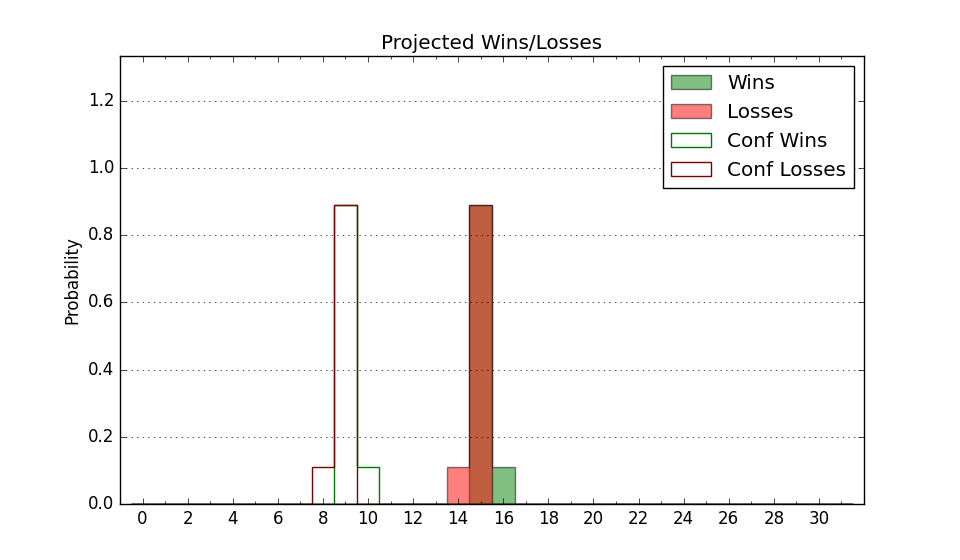 Projected Wins/Losses
Wins
Losses
Conf Wins
Conf Losses
Probability
1.2
1.0
0.8
0.6
0.4
0.2
0.0
0 2 4 6 8 10 12 14 16 18 20 22 24 26 28 30